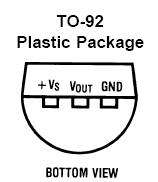 TO-92
Plastic Package
+VS VOUT GND
BOTTOM VIEW